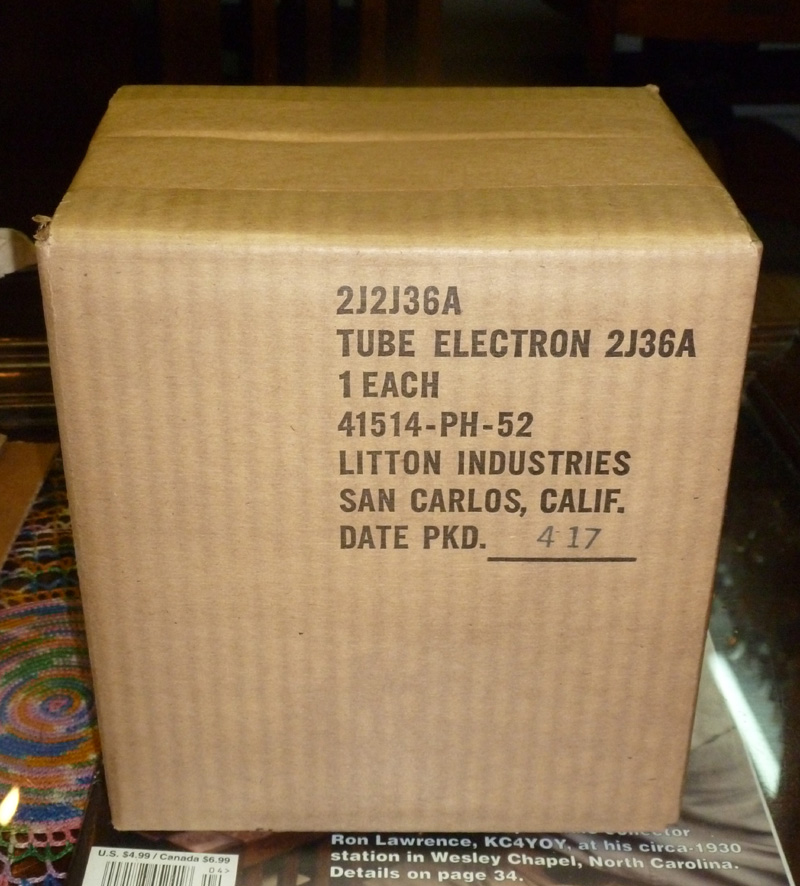 2J2J36A
TUBE ELECTRON 2J36A
1 EACH
41514-PH-52
LITTON INDUSTRIES
SAN CARLOS, CALIF.
DATE PKD. 4 17
U.S. $4.99 / Canada $6.99
04>
Ron Lawrence, KC4YOY, at his circa-1930
station in Wesley Chapel, North Carolina.
Details on page 34.